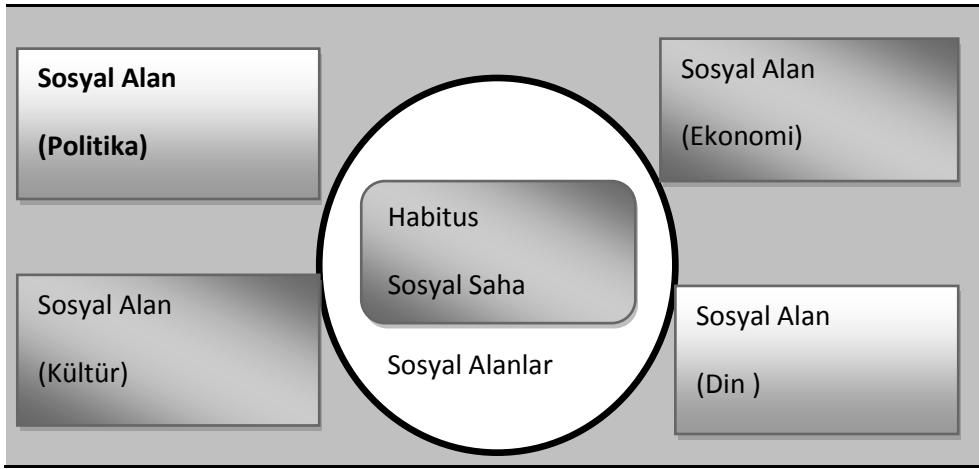 Sosyal Alan
(Politika)
Sosyal Alan
(Ekonomi)
Habitus
Sosyal Saha
Sosyal Alanlar
Sosyal Alan
(Kültür)
Sosyal Alan
(Din )